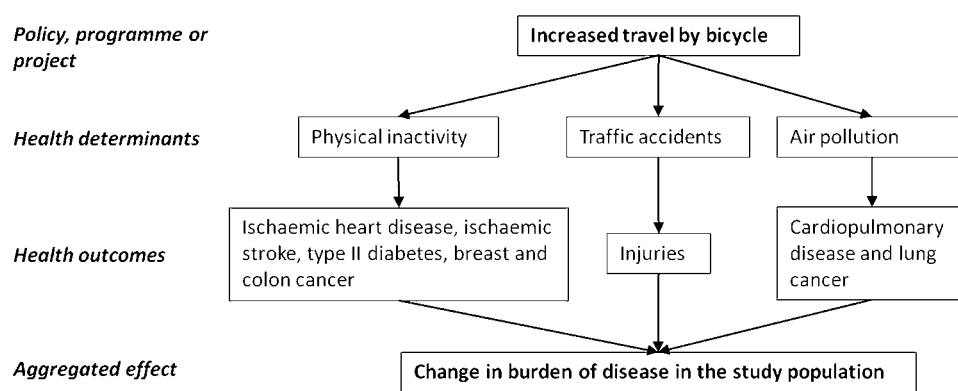 Policy, programme or
project
Increased travel by bicycle
Health determinants
Physical inactivity
Traffic accidents
Air pollution
Health outcomes
Ischaemic heart disease, ischaemic
stroke, type II diabetes, breast and
colon cancer
Injuries
Cardiopulmonary
disease and lung
cancer
Aggregated effect
Change in burden of disease in the study population